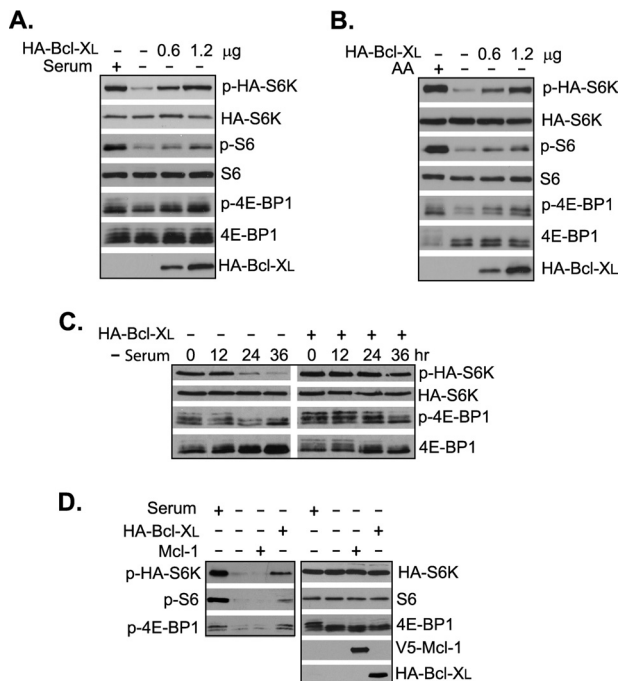 A.
HA-Bcl-XL – – 0.6 1.2 μg
Serum + – – –
p-HA-S6K
HA-S6K
p-S6
S6
p-4E-BP1
4E-BP1
HA-Bcl-XL
B.
HA-Bcl-XL – – 0.6 1.2 μg
AA + – – –
p-HA-S6K
HA-S6K
p-S6
S6
p-4E-BP1
4E-BP1
HA-Bcl-XL
C.
HA-Bcl-XL – – – – + + + +
– Serum 0 12 24 36 0 12 24 36 hr
p-HA-S6K
HA-S6K
p-4E-BP1
4E-BP1
D.
Serum + – – – + – – –
HA-Bcl-XL – – – + – – – +
Mcl-1 – – + – – – + –
p-HA-S6K HA-S6K
p-S6 S6
p-4E-BP1 4E-BP1
V5-Mcl-1
HA-Bcl-XL